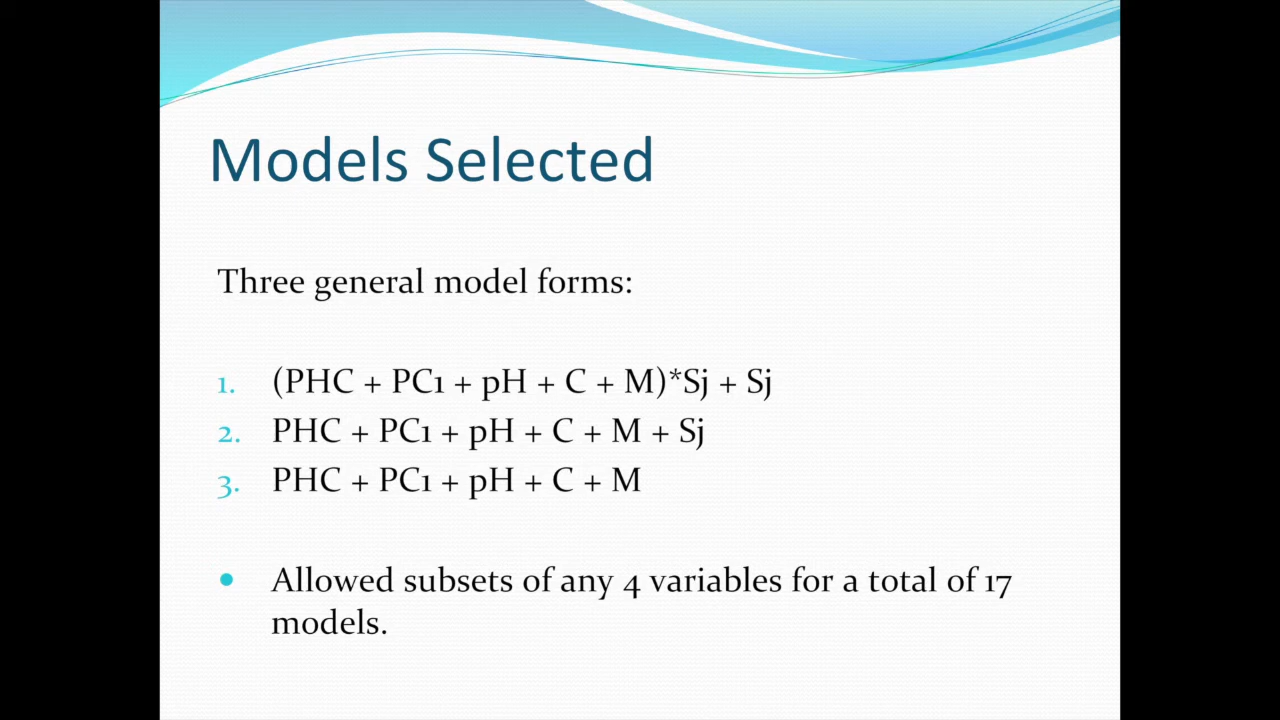 Models Selected
Three general model forms:
1. (PHC + PC1 + pH + C + M)*Sj + Sj
2. PHC + PC1 + pH + C + M + Sj
3. PHC + PC1 + pH + C + M
• Allowed subsets of any 4 variables for a total of 17
models.